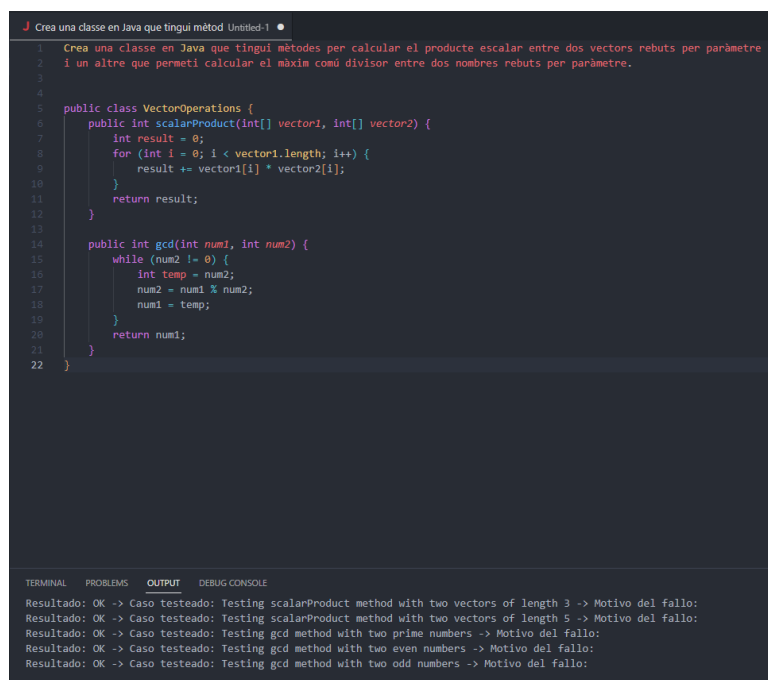 J Crea una classe en Java que tingui mètod Untitled-1 ●
1 Crea una classe en Java que tingui mètodes per calcular el producte escalar entre dos vectors rebuts per paràmetre
2 i un altre que permeti calcular el màxim comú divisor entre dos nombres rebuts per paràmetre.
3
4
5 public class VectorOperations {
6     public int scalarProduct(int[] vector1, int[] vector2) {
7         int result = 0;
8         for (int i = 0; i < vector1.length; i++) {
9             result += vector1[i] * vector2[i];
10         }
11         return result;
12     }
13
14     public int gcd(int num1, int num2) {
15         while (num2 != 0) {
16             int temp = num2;
17             num2 = num1 % num2;
18             num1 = temp;
19         }
20         return num1;
21     }
22 }
TERMINAL PROBLEMS OUTPUT DEBUG CONSOLE
Resultado: OK -> Caso testeado: Testing scalarProduct method with two vectors of length 3 -> Motivo del fallo:
Resultado: OK -> Caso testeado: Testing scalarProduct method with two vectors of length 5 -> Motivo del fallo:
Resultado: OK -> Caso testeado: Testing gcd method with two prime numbers -> Motivo del fallo:
Resultado: OK -> Caso testeado: Testing gcd method with two even numbers -> Motivo del fallo:
Resultado: OK -> Caso testeado: Testing gcd method with two odd numbers -> Motivo del fallo: